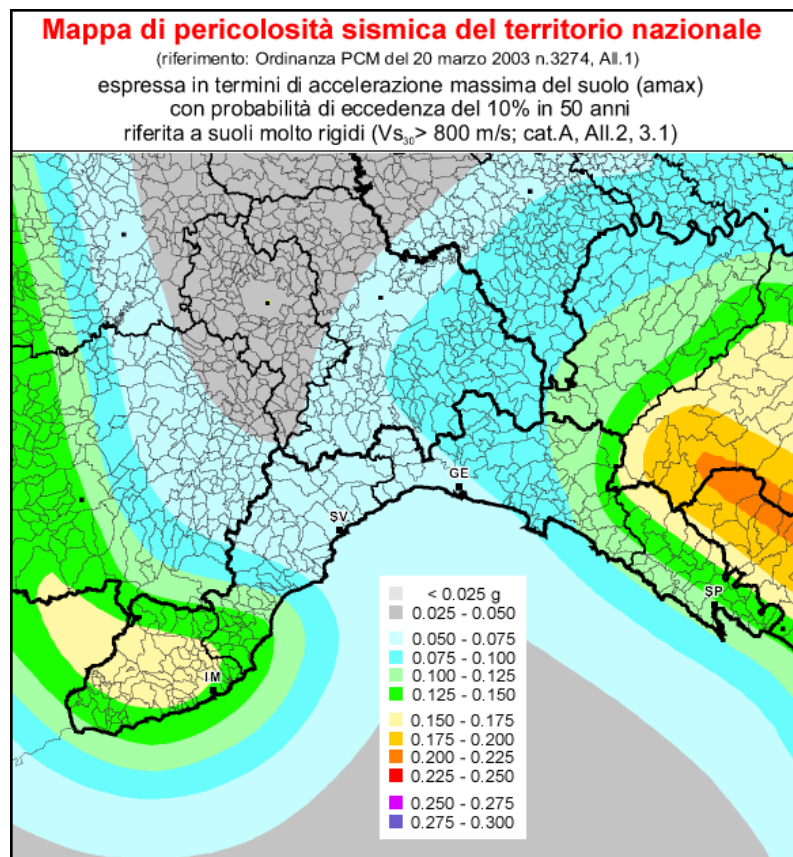 Mappa di pericolosità sismica del territorio nazionale
(riferimento: Ordinanza PCM del 20 marzo 2003 n.3274, All.1)
espressa in termini di accelerazione massima del suolo (amax)
con probabilità di eccedenza del 10% in 50 anni
riferita a suoli molto rigidi (Vs₃₀> 800 m/s; cat.A, All.2, 3.1)
GE
SV
SP
IM
< 0.025 g
0.025 - 0.050
0.050 - 0.075
0.075 - 0.100
0.100 - 0.125
0.125 - 0.150
0.150 - 0.175
0.175 - 0.200
0.200 - 0.225
0.225 - 0.250
0.250 - 0.275
0.275 - 0.300